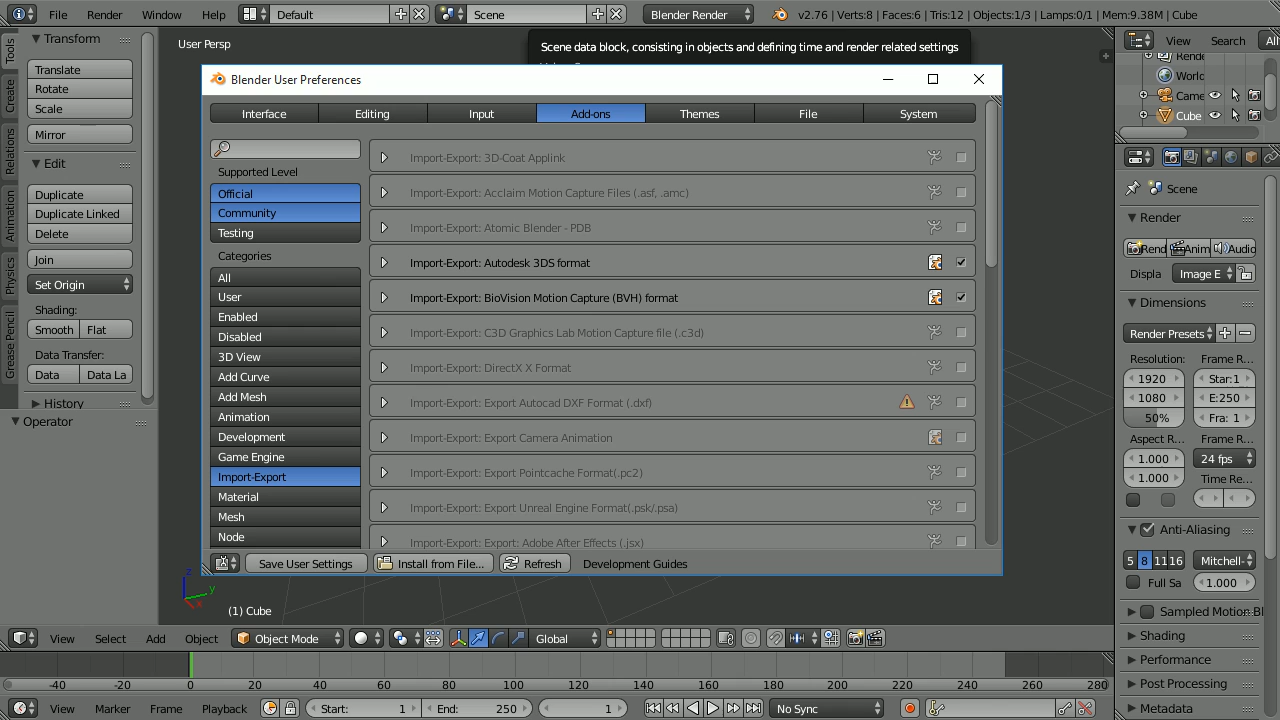 File
Render
Window
Help
Default
Scene
Blender Render
v2.76 | Verts:8 | Faces:6 | Tris:12 | Objects:1/3 | Lamps:0/1 | Mem:9.38M | Cube
Tools
Create
Relations
Animation
Physics
Grease Pencil
Transform
Translate
Rotate
Scale
Mirror
Edit
Duplicate
Duplicate Linked
Delete
Join
Set Origin
Shading:
Smooth
Flat
Data Transfer:
Data
Data La
History
Operator
User Persp
Scene data block, consisting in objects and defining time and render related settings
Blender User Preferences
Interface
Editing
Input
Add-ons
Themes
File
System
Supported Level
Official
Community
Testing
Categories
All
User
Enabled
Disabled
3D View
Add Curve
Add Mesh
Animation
Development
Game Engine
Import-Export
Material
Mesh
Node
Import-Export: 3D-Coat Applink
Import-Export: Acclaim Motion Capture Files (.asf, .amc)
Import-Export: Atomic Blender - PDB
Import-Export: Autodesk 3DS format
Import-Export: BioVision Motion Capture (BVH) format
Import-Export: C3D Graphics Lab Motion Capture file (.c3d)
Import-Export: DirectX X Format
Import-Export: Export Autocad DXF Format (.dxf)
Import-Export: Export Camera Animation
Import-Export: Export Pointcache Format(.pc2)
Import-Export: Export Unreal Engine Format(.psk/.psa)
Import-Export: Export: Adobe After Effects (.jsx)
Save User Settings
Install from File...
Refresh
Development Guides
z
y
x
(1) Cube
View
Select
Add
Object
Object Mode
Global
-40 -20 0 20 40 60 80 100 120 140 160 180 200 220 240 260 280
View
Marker
Frame
Playback
Start: 1
End: 250
1
No Sync
View
Search
All
Rende
World
Came
Cube
Scene
Render
Rend
Anim
Audio
Displa
Image E
Dimensions
Render Presets
Resolution:
Frame R...
1920
Star:1
1080
E:250
50%
Fra: 1
Aspect R...
Frame R...
1.000
24 fps
1.000
Time Re...
Anti-Aliasing
5 8 11 16
Mitchell-
Full Sa
1.000
Sampled Motion Bl
Shading
Performance
Post Processing
Metadata